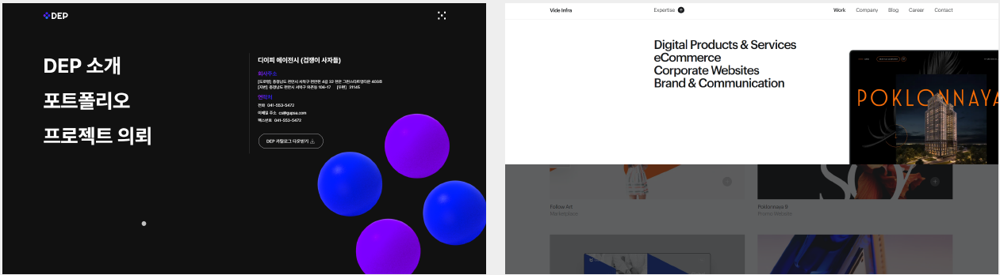 DEP
DEP 소개
포트폴리오
프로젝트 의뢰
디이피 에이전시 (겁쟁이 사자들)
회사주소
[도로명] 충청남도 천안시 서북구 천안천 4길 32 천안 그린스타트업타운 403호
[지번] 충청남도 천안시 서북구 와촌동 106-17 [우편] 31145
연락처
전화 041-553-5472
이메일 주소 cs@gupsa.com
팩스번호 041-553-5472
DEP 카탈로그 다운받기
Vide Infra
Expertise
Work
Company
Blog
Career
Contact
Digital Products & Services
eCommerce
Corporate Websites
Brand & Communication
POKLONNAYA
Follow Art
Marketplace
Poklonnaya 9
Promo Website